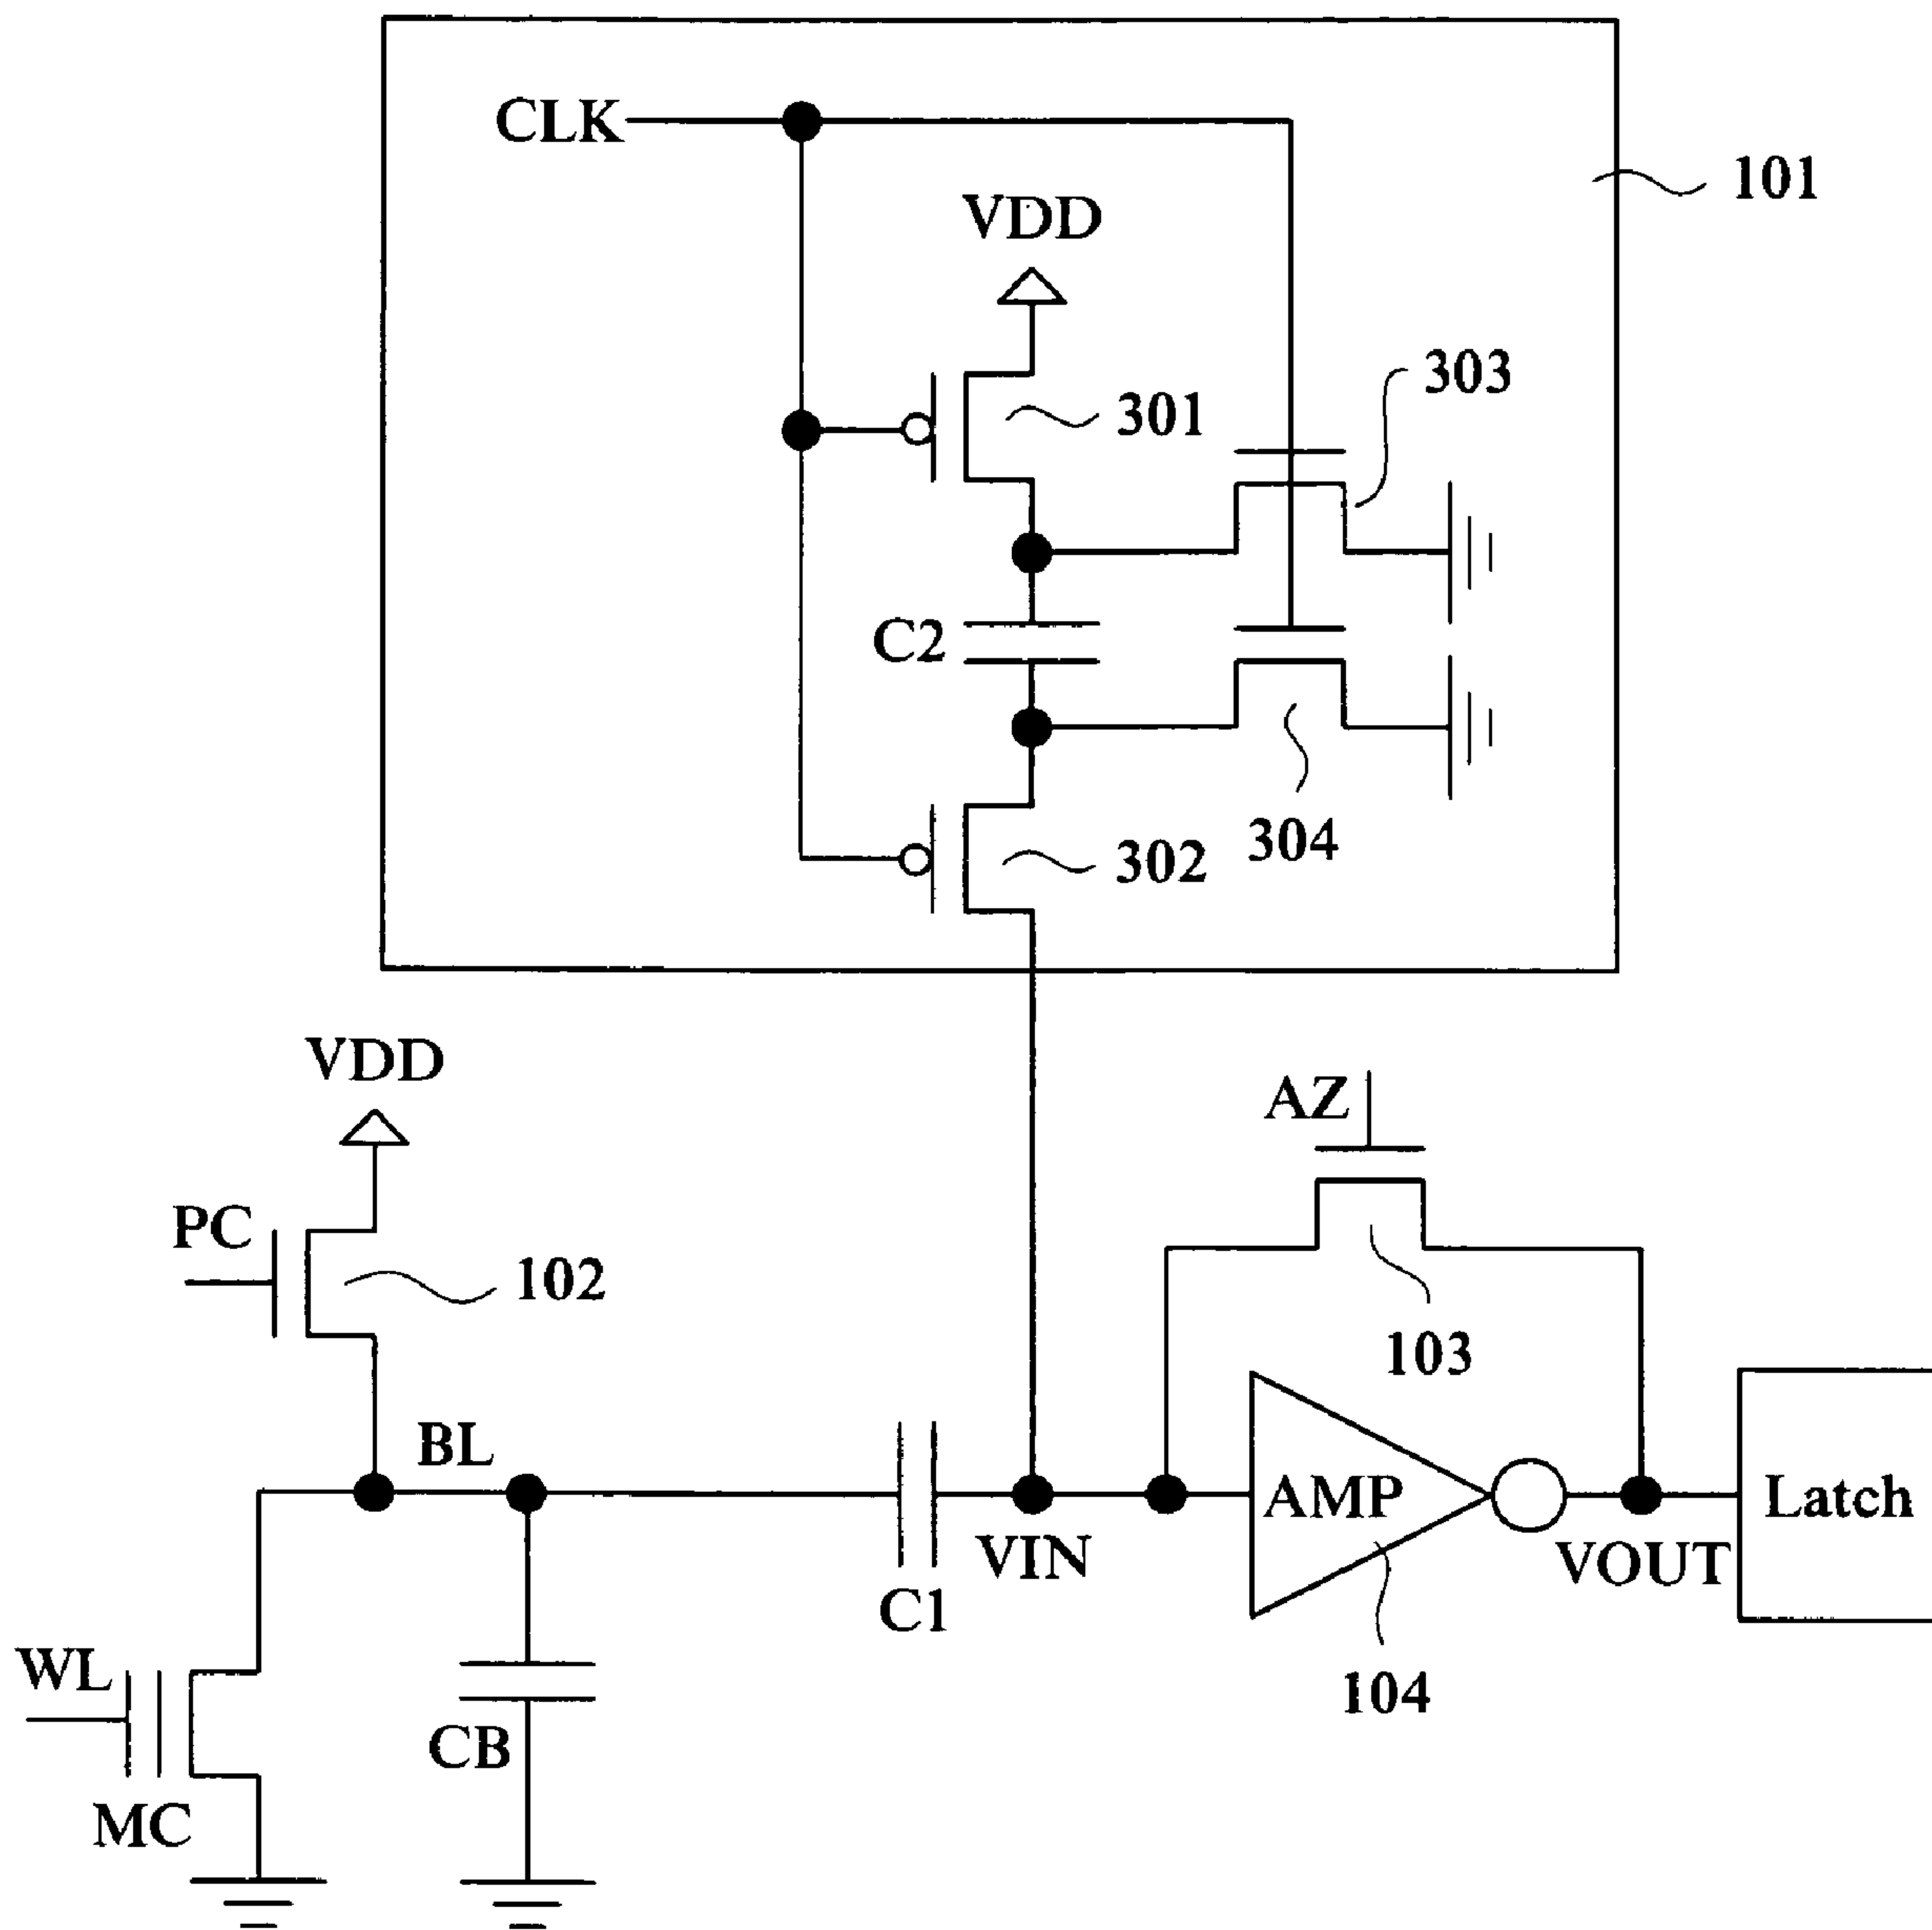 CLK
101
VDD
303
301
C2
304
302
VDD
AZ
PC
102
103
BL
AMP
Latch
VIN
VOUT
C1
WL
104
CB
MC